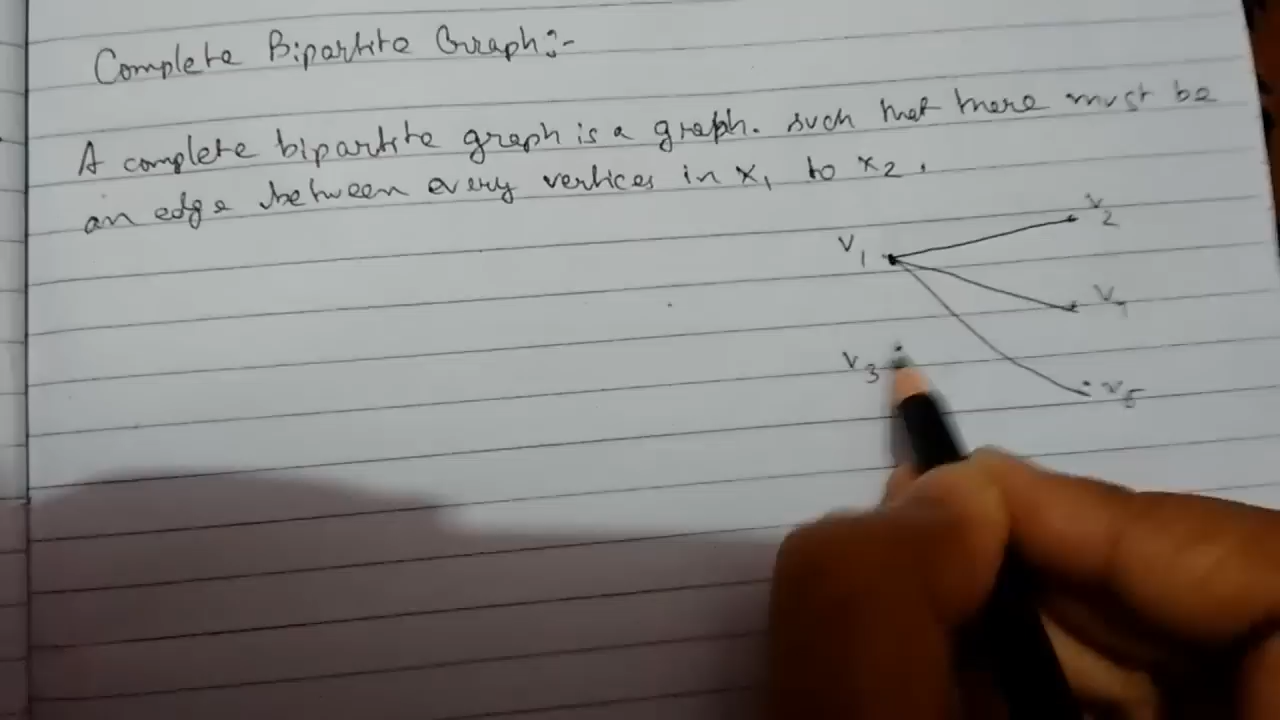 Complete Bipartite Graph:-
A complete bipartite graph is a graph. such that there must be
an edge between every vertices in x1 to x2.
v2
v1
v4
v3
v5